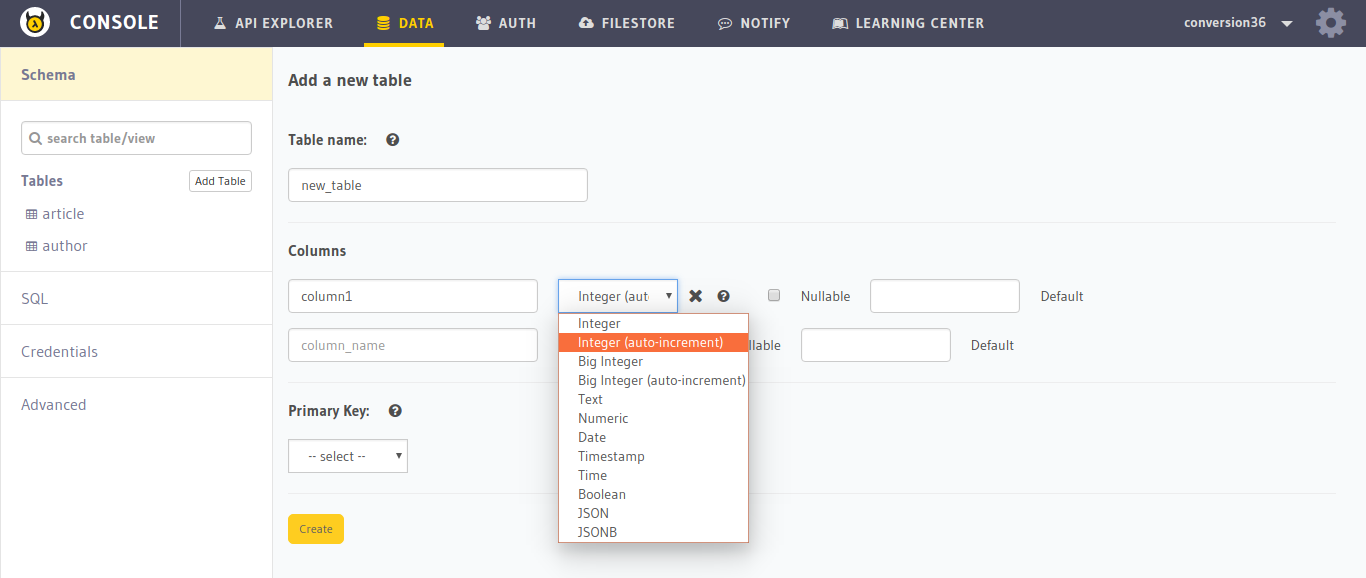 CONSOLE API EXPLORER DATA AUTH FILESTORE NOTIFY LEARNING CENTER conversion36
Schema
search table/view
Tables Add Table
article
author
SQL
Credentials
Advanced
Add a new table
Table name:
new_table
Columns
column1 Integer (aut Nullable Default
column_name llable Default
Integer
Integer (auto-increment)
Big Integer
Big Integer (auto-increment)
Text
Numeric
Date
Timestamp
Time
Boolean
JSON
JSONB
Primary Key:
-- select --
Create